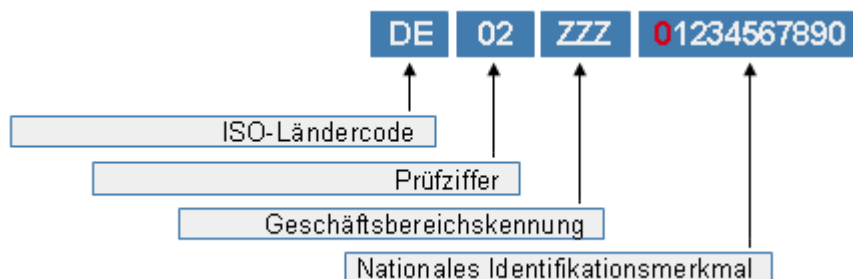 DE 02 ZZZ 01234567890
ISO-Ländercode
Prüfziffer
Geschäftsbereichskennung
Nationales Identifikationsmerkmal